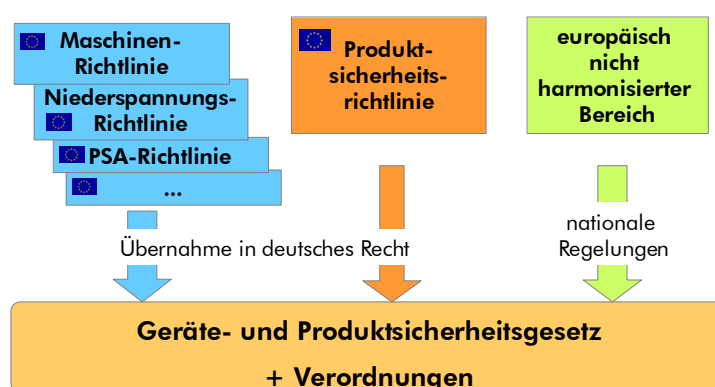 Maschinen-
Richtlinie
Niederspannungs-
Richtlinie
PSA-Richtlinie
...
Produkt-
sicherheits-
richtlinie
europäisch
nicht
harmonisierter
Bereich
Übernahme in deutsches Recht
nationale
Regelungen
Geräte- und Produktsicherheitsgesetz
+ Verordnungen